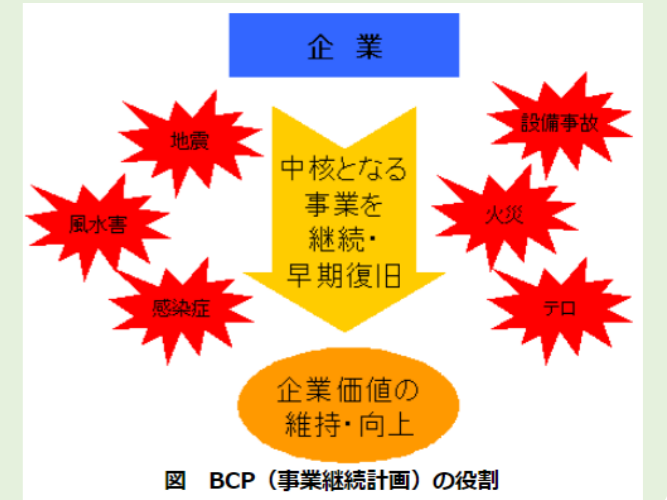 企 業
地震
設備事故
中核となる
事業を
継続・
早期復旧
風水害
火災
感染症
テロ
企業価値の
維持・向上
図　BCP（事業継続計画）の役割